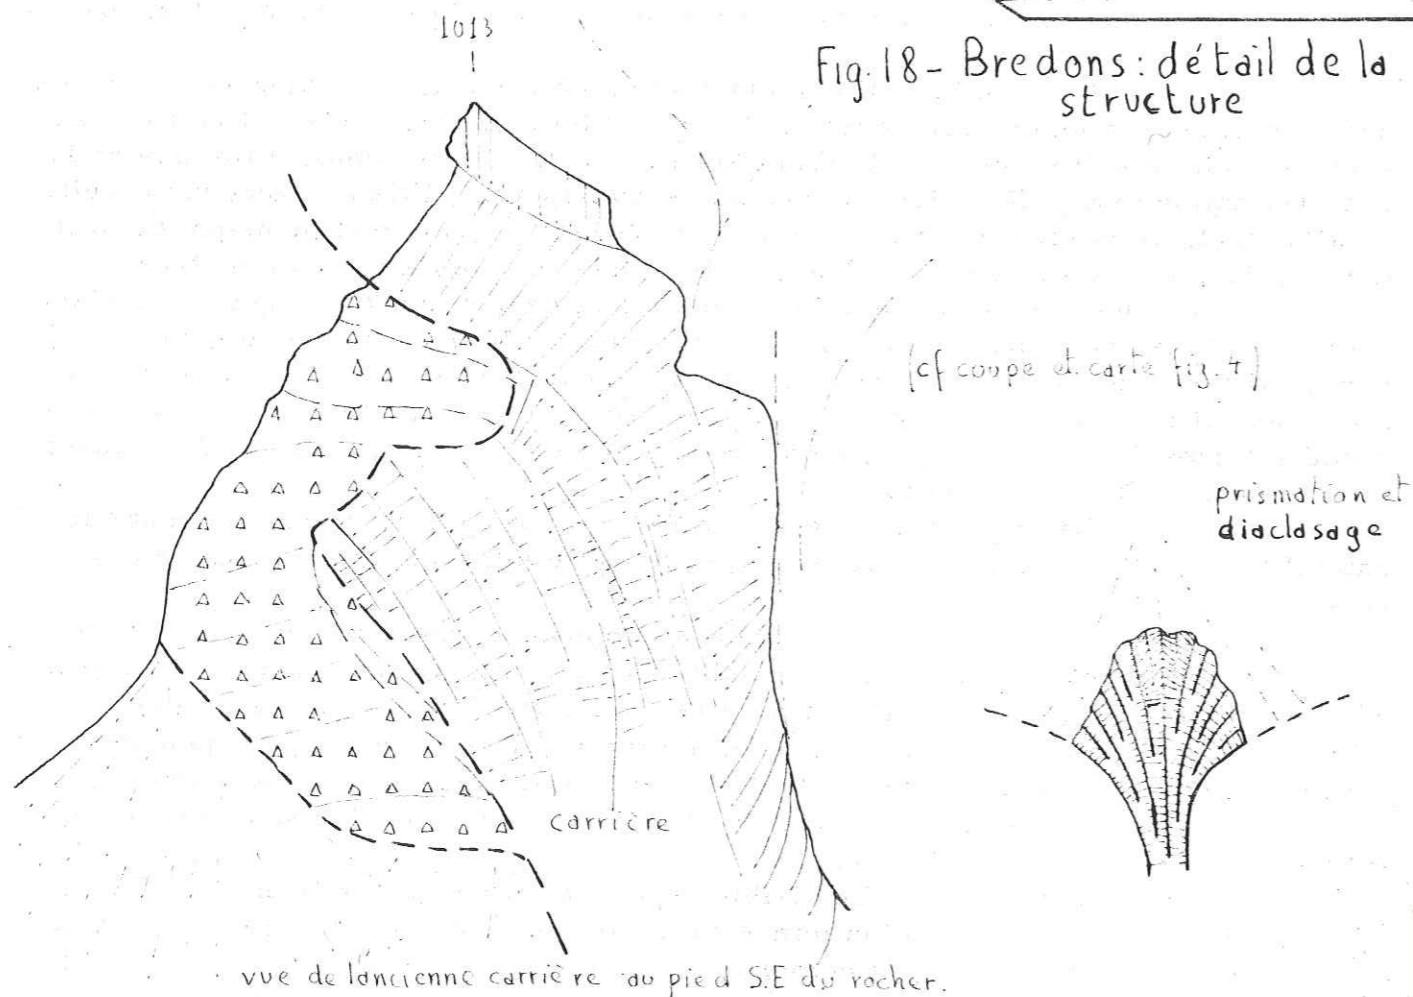 1013
Fig. 18 - Bredons : détail de la
structure
(cf coupe et carte fig. 4)
prismation et
diaclasage
carrière
vue de l'ancienne carrière au pied S.E du rocher.